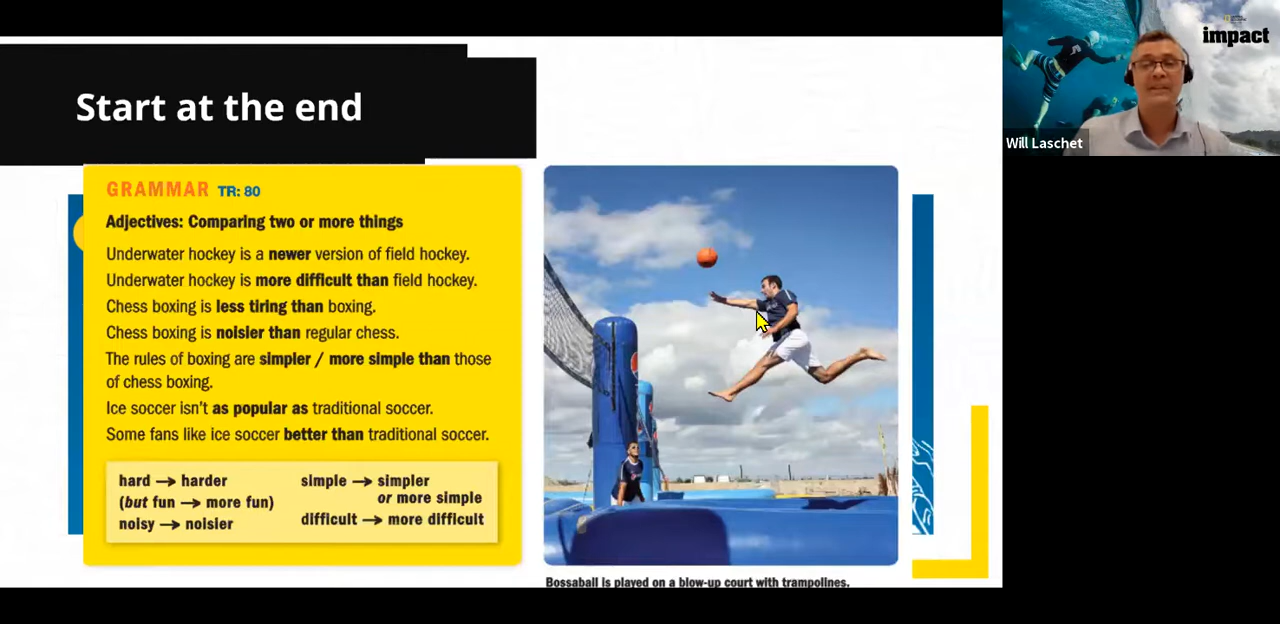 Start at the end
GRAMMAR TR: 80
Adjectives: Comparing two or more things
Underwater hockey is a newer version of field hockey.
Underwater hockey is more difficult than field hockey.
Chess boxing is less tiring than boxing.
Chess boxing is noisier than regular chess.
The rules of boxing are simpler / more simple than those
of chess boxing.
Ice soccer isn't as popular as traditional soccer.
Some fans like ice soccer better than traditional soccer.
hard → harder
(but fun → more fun)
noisy → noisier
simple → simpler
or more simple
difficult → more difficult
Bossaball is played on a blow-up court with trampolines.
impact
Will Laschet